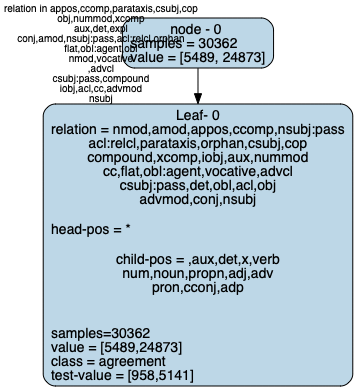 relation in appos,ccomp,parataxis,csubj,cop
obj,nummod,xcomp
aux,det,expl
conj,amod,nsubj:pass,acl:relcl,orphan
flat,obl:agent,obl
nmod,vocative
,advcl
csubj:pass,compound
iobj,acl,cc,advmod
nsubj
node - 0
samples = 30362
value = [5489, 24873]
Leaf- 0
relation = nmod,amod,appos,ccomp,nsubj:pass
acl:relcl,parataxis,orphan,csubj,cop
compound,xcomp,iobj,aux,nummod
cc,flat,obl:agent,vocative,advcl
csubj:pass,det,obl,acl,obj
advmod,conj,nsubj
head-pos = *
child-pos = ,aux,det,x,verb
num,noun,propn,adj,adv
pron,cconj,adp
samples=30362
value = [5489,24873]
class = agreement
test-value = [958,5141]